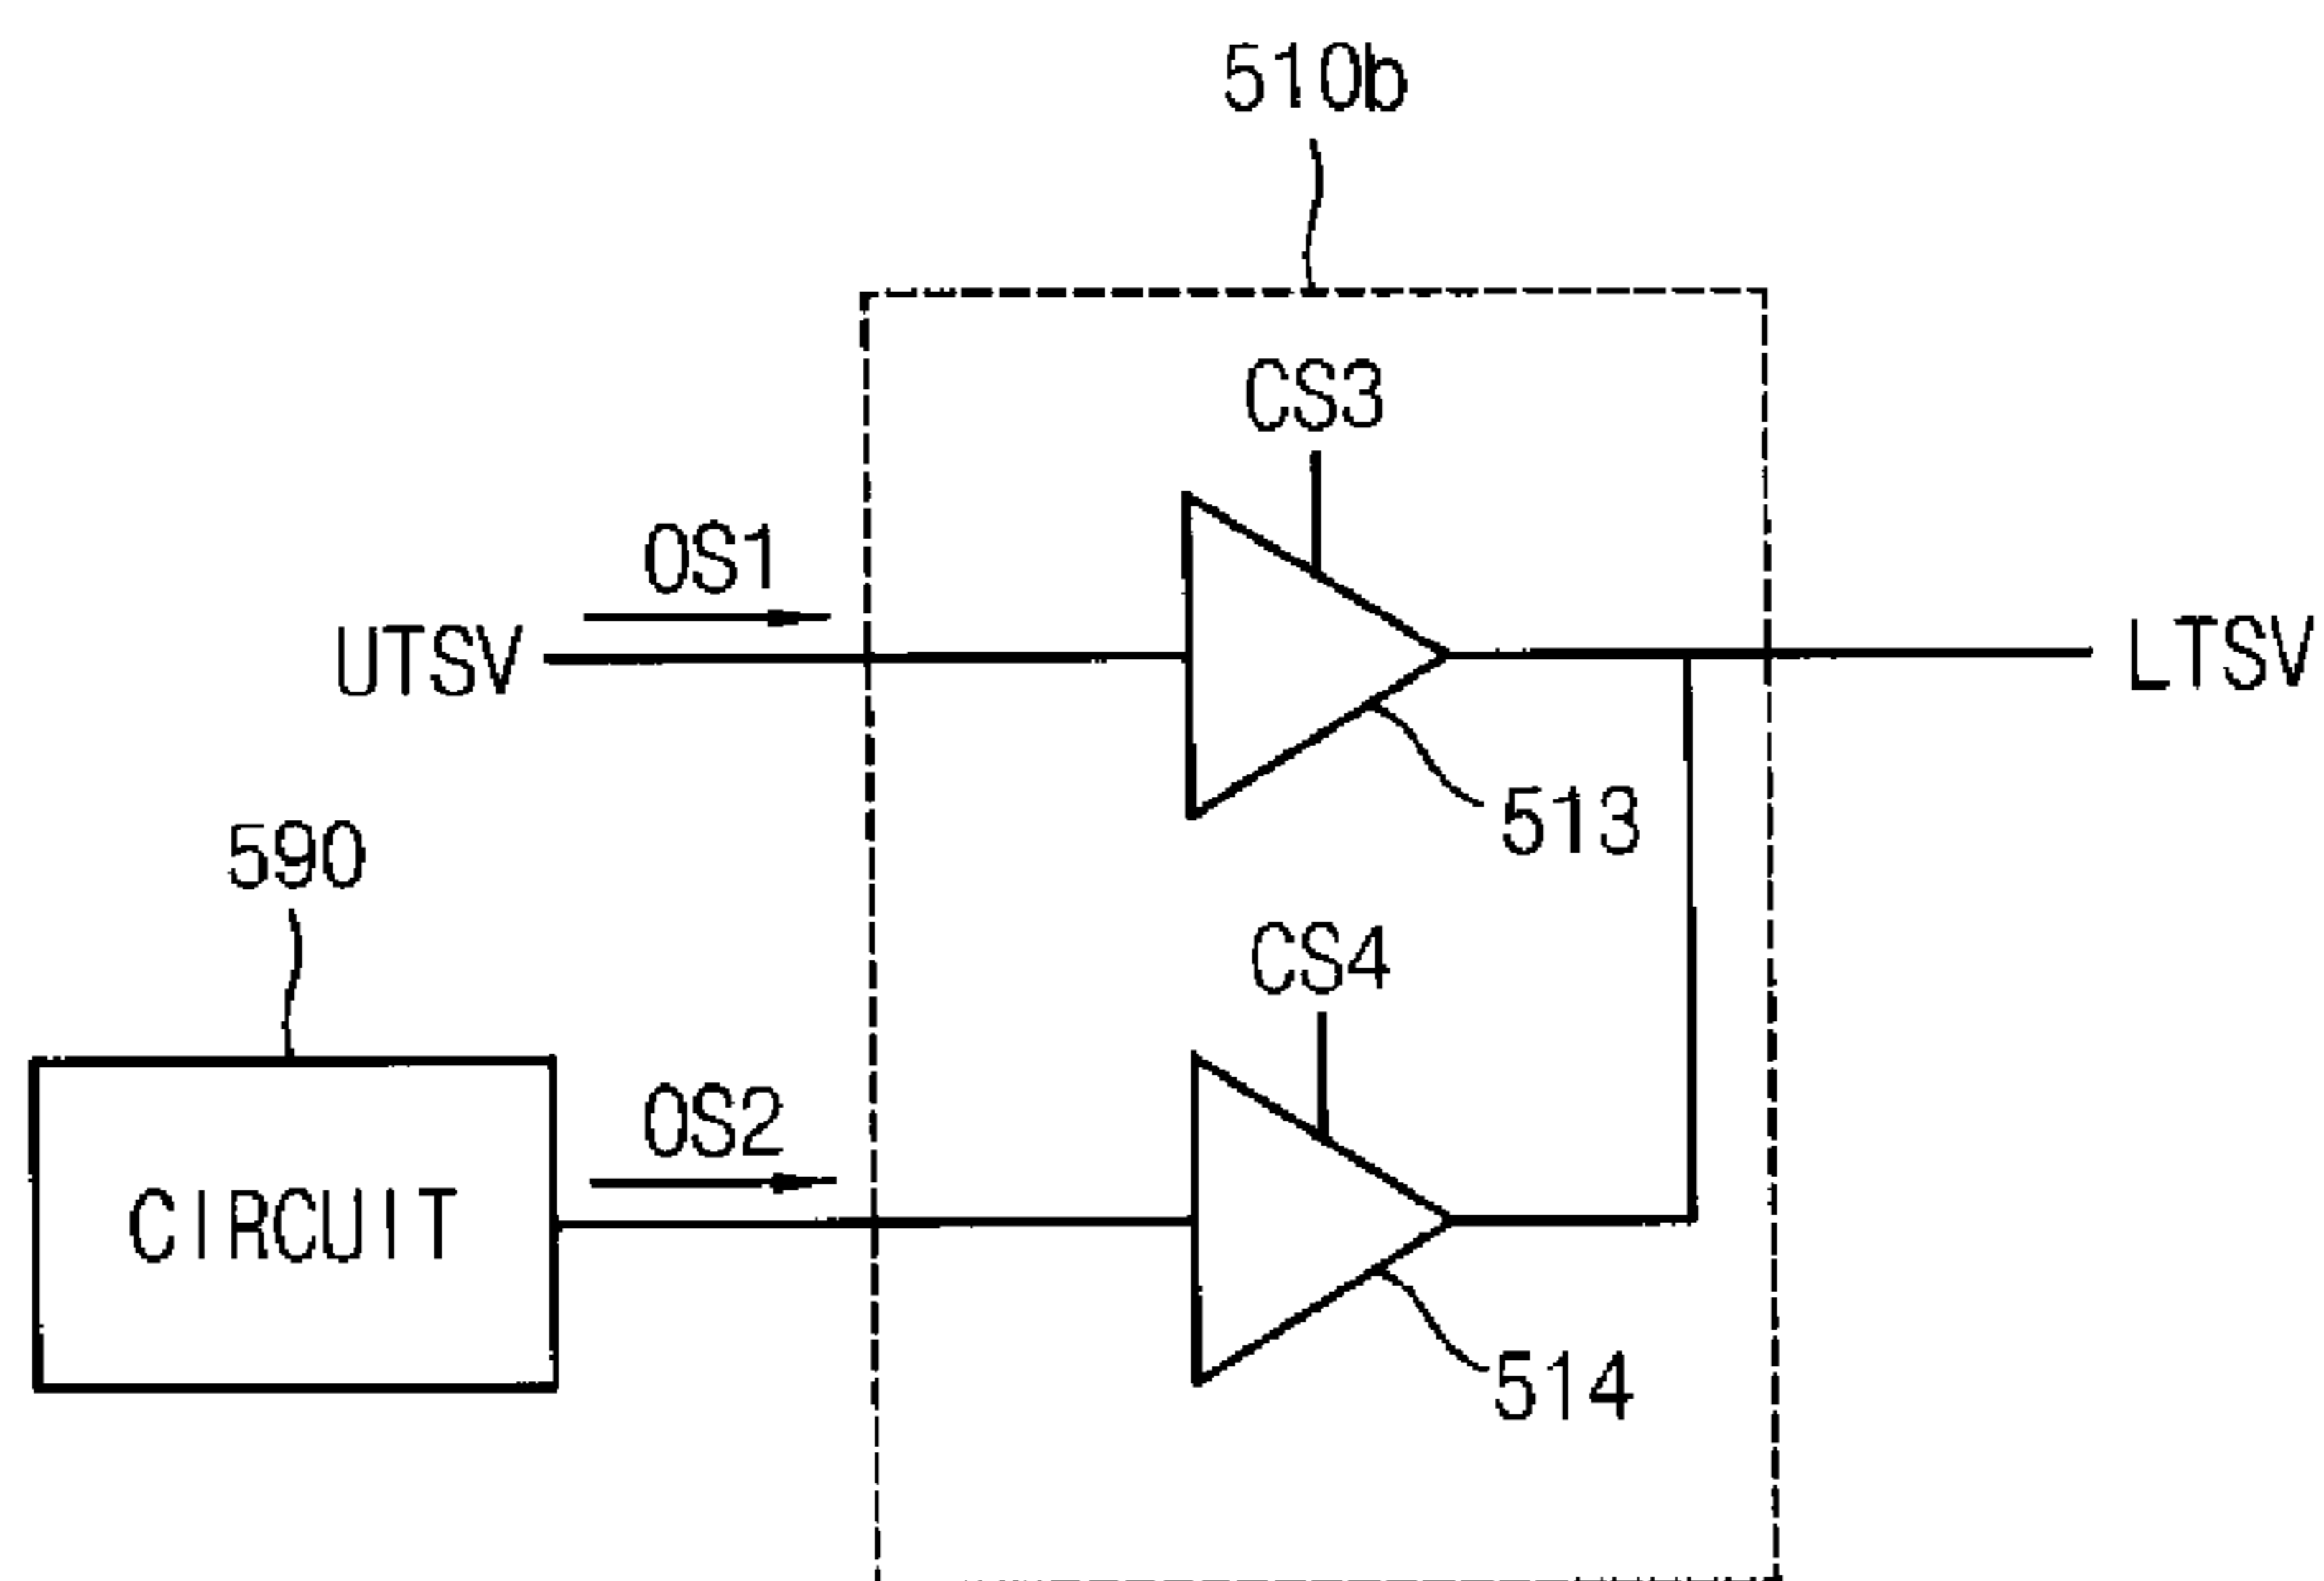 510b
CS3
OS1
UTSV
LTSV
513
590
CS4
OS2
CIRCUIT
514